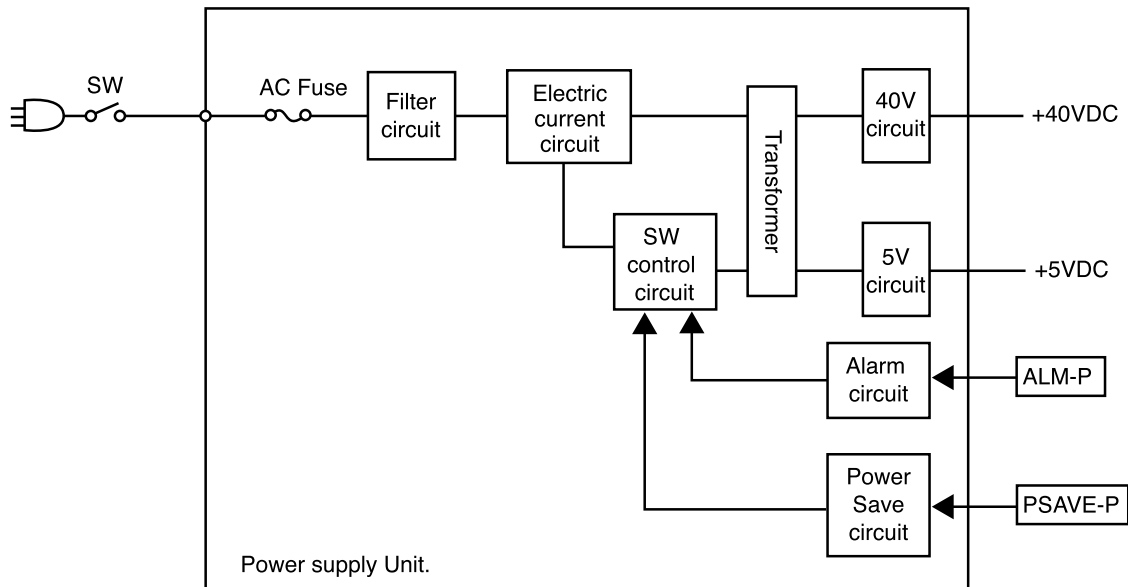 SW
AC Fuse
Filter
circuit
Electric
current
circuit
Transformer
40V
circuit
+40VDC
SW
control
circuit
5V
circuit
+5VDC
Alarm
circuit
ALM-P
Power
Save
circuit
PSAVE-P
Power supply Unit.